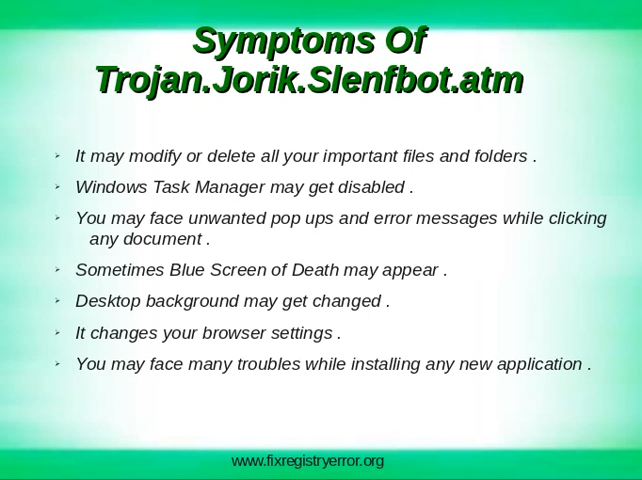 Symptoms Of
Trojan.Jorik.Slenfbot.atm
➢ It may modify or delete all your important files and folders .
➢ Windows Task Manager may get disabled .
➢ You may face unwanted pop ups and error messages while clicking
any document .
➢ Sometimes Blue Screen of Death may appear .
➢ Desktop background may get changed .
➢ It changes your browser settings .
➢ You may face many troubles while installing any new application .
www.fixregistryerror.org